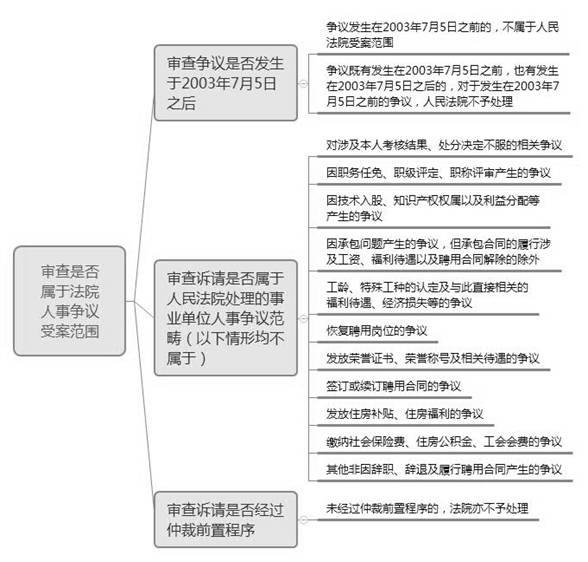 审查是否
属于法院
人事争议
受案范围
审查争议是否发生
于2003年7月5日
之后
争议发生在2003年7月5日之前的，不属于人民
法院受案范围
争议既有发生在2003年7月5日之前，也有发生
在2003年7月5日之后的，对于发生在2003年7
月5日之前的争议，人民法院不予处理
审查诉请是否属于
人民法院处理的事
业单位人事争议范
畴（以下情形均不
属于）
对涉及本人考核结果、处分决定不服的相关争议
因职务任免、职级评定、职称评审产生的争议
因技术入股、知识产权权属以及利益分配等
产生的争议
因承包问题产生的争议，但承包合同的履行涉
及工资、福利待遇以及聘用合同解除的除外
工龄、特殊工种的认定及与此直接相关的
福利待遇、经济损失等的争议
恢复聘用岗位的争议
发放荣誉证书、荣誉称号及相关待遇的争议
签订或续订聘用合同的争议
发放住房补贴、住房福利的争议
缴纳社会保险费、住房公积金、工会会费的争议
其他非因辞职、辞退及履行聘用合同产生的争议
审查诉请是否经过
仲裁前置程序
未经过仲裁前置程序的，法院亦不予处理